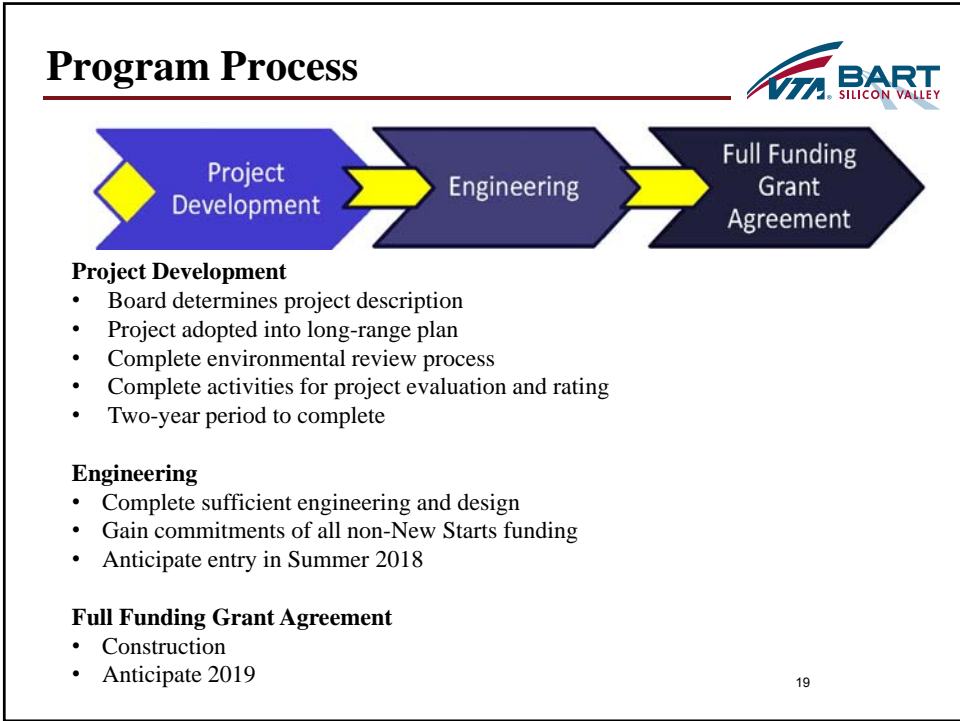 Program Process
VTA® BART
SILICON VALLEY
Project
Development
Engineering
Full Funding
Grant
Agreement
Project Development
• Board determines project description
• Project adopted into long-range plan
• Complete environmental review process
• Complete activities for project evaluation and rating
• Two-year period to complete
Engineering
• Complete sufficient engineering and design
• Gain commitments of all non-New Starts funding
• Anticipate entry in Summer 2018
Full Funding Grant Agreement
• Construction
• Anticipate 2019
19